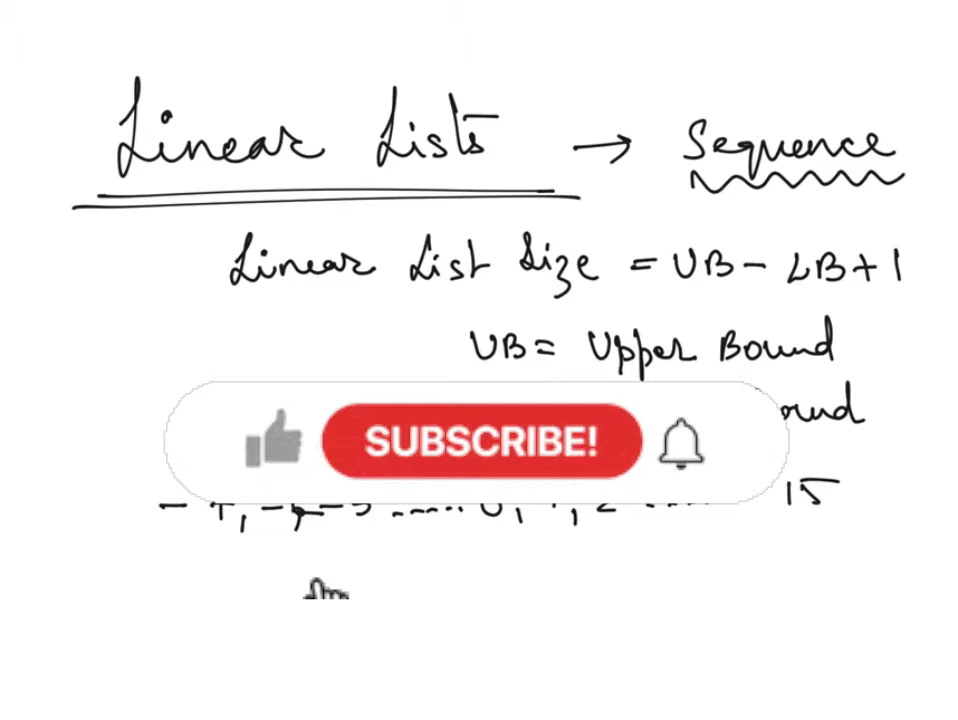 Linear Lists → Sequence
Linear List Size = UB - LB + 1
UB = Upper Bound
SUBSCRIBE!
15